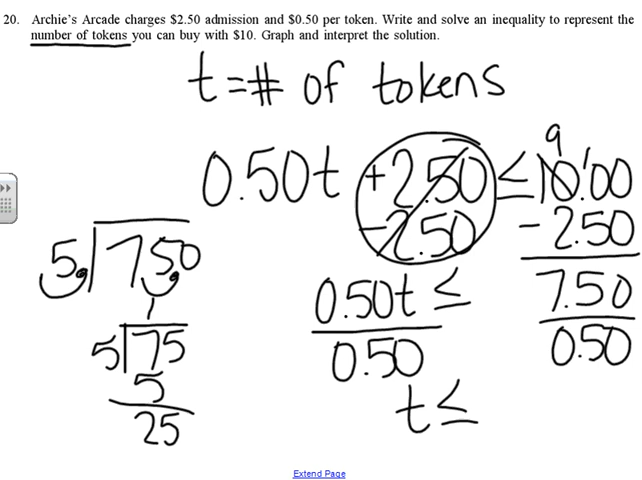 20. Archie's Arcade charges $2.50 admission and $0.50 per token. Write and solve an inequality to represent the
number of tokens you can buy with $10. Graph and interpret the solution.
t = # of tokens
9
0.50t +2.50 ≤ 10.00
-2.50 -2.50
0.50t ≤ 7.50
0.50 0.50
t ≤
5. 75.0
1
5 75
5
25
Extend Page